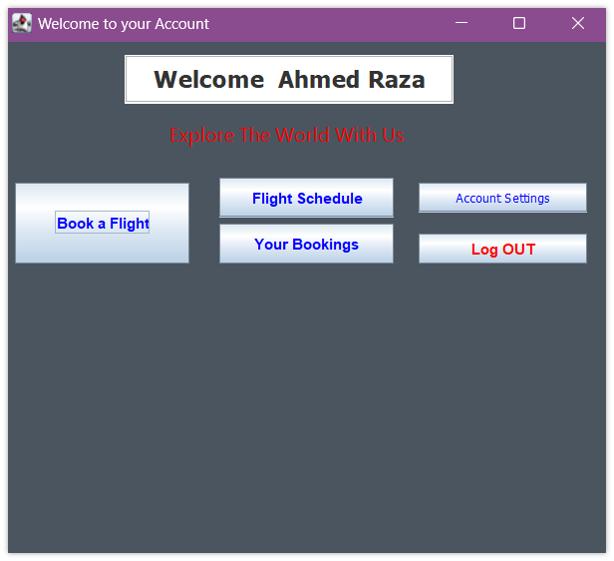 Welcome to your Account
Welcome  Ahmed Raza
Explore The World With Us
Book a Flight
Flight Schedule
Your Bookings
Account Settings
Log OUT